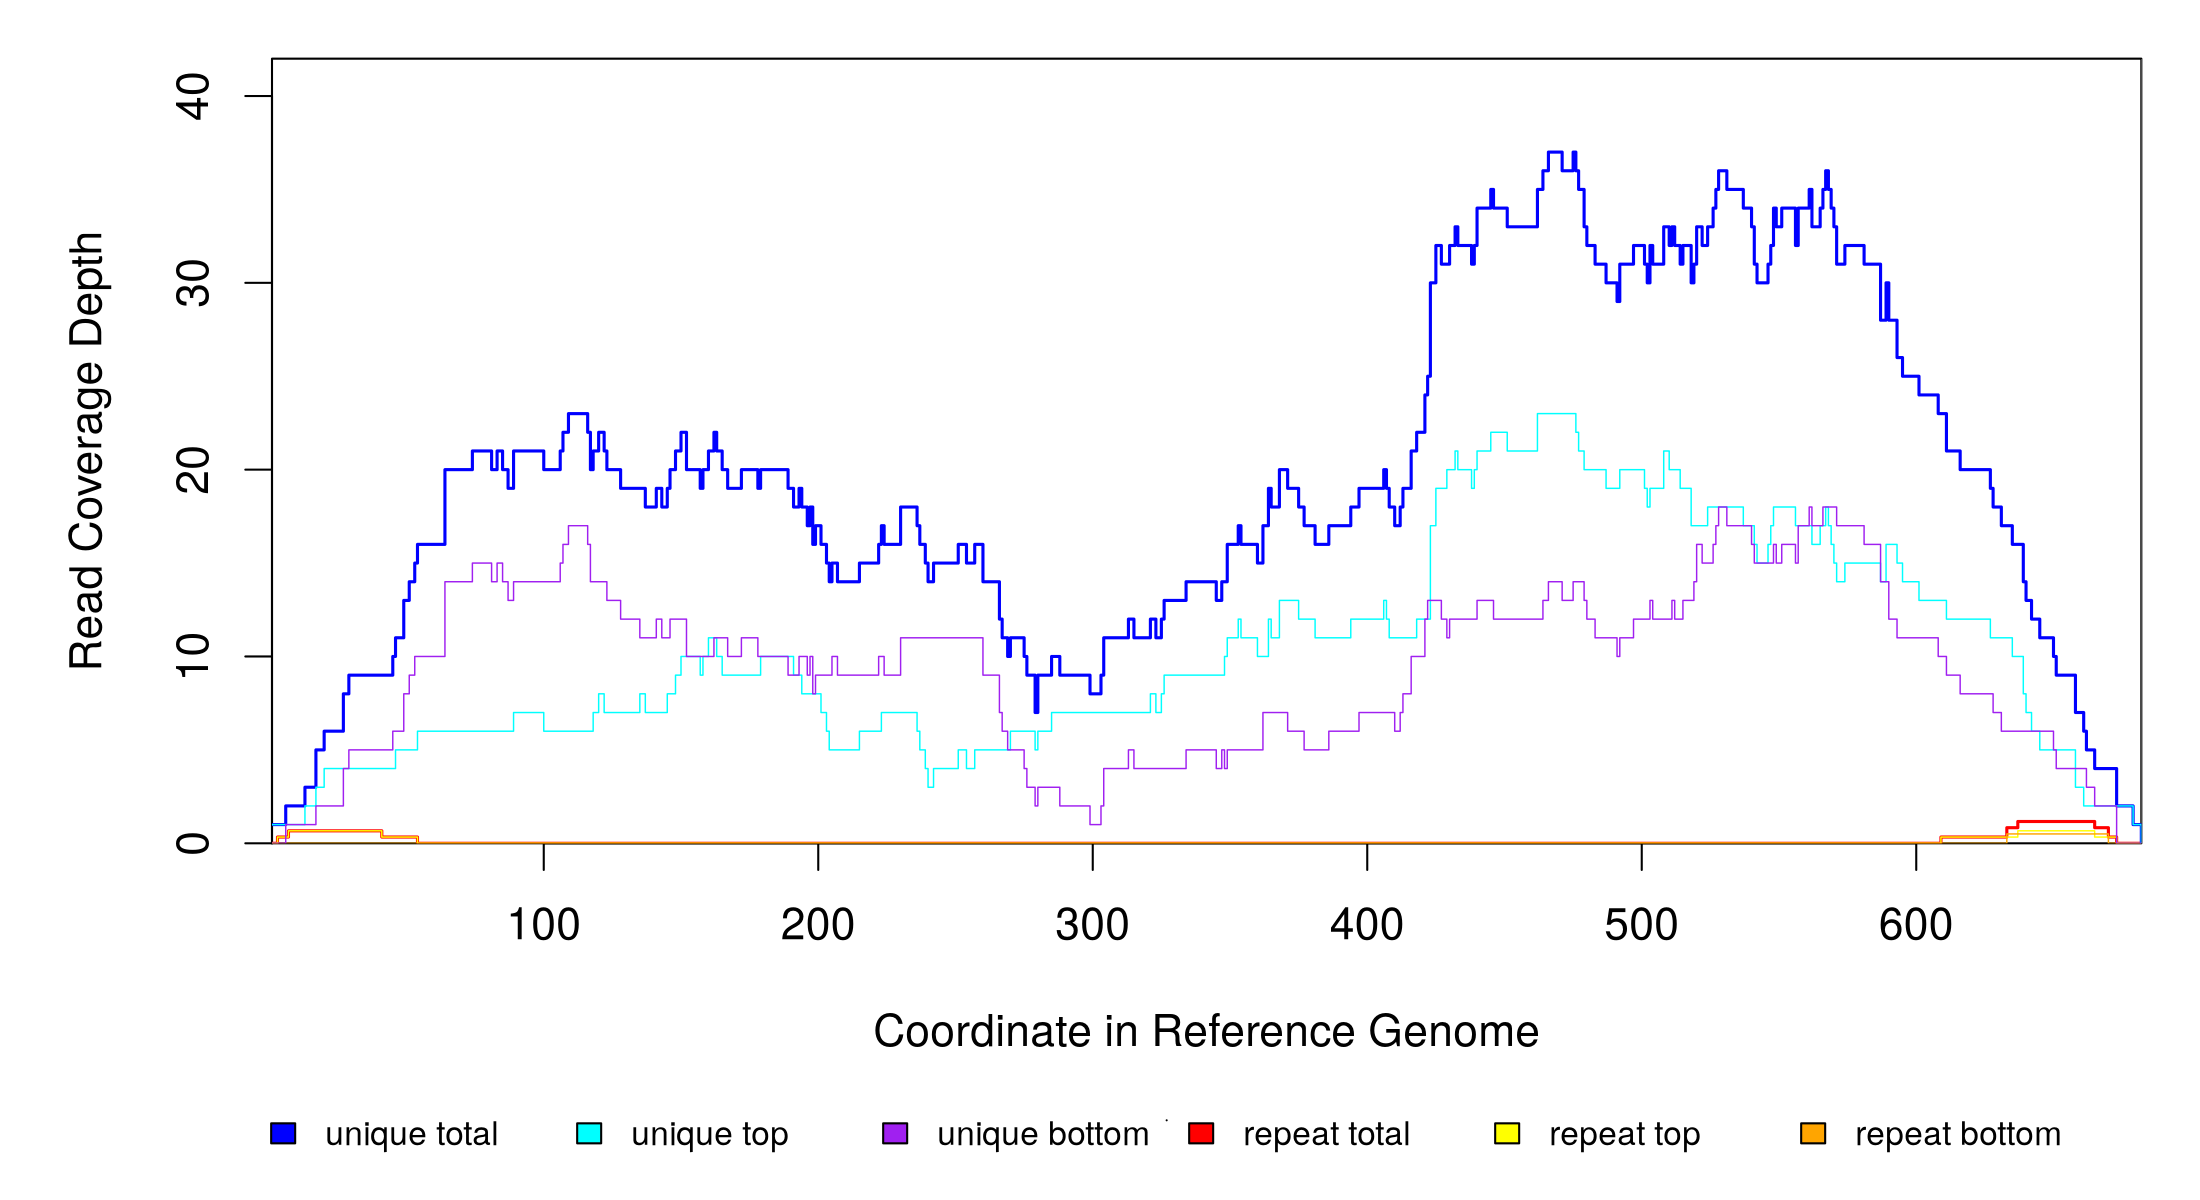 40
30
20
10
0
Read Coverage Depth
100 200 300 400 500 600
Coordinate in Reference Genome
unique total unique top unique bottom repeat total repeat top repeat bottom